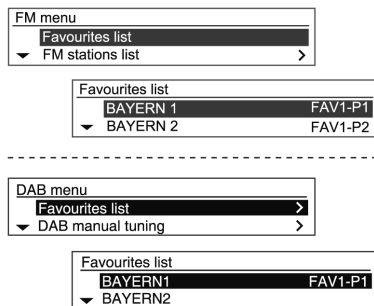 FM menu
Favourites list
FM stations list
Favourites list
BAYERN 1 FAV1-P1
BAYERN 2 FAV1-P2
DAB menu
Favourites list
DAB manual tuning
Favourites list
BAYERN1 FAV1-P1
BAYERN2